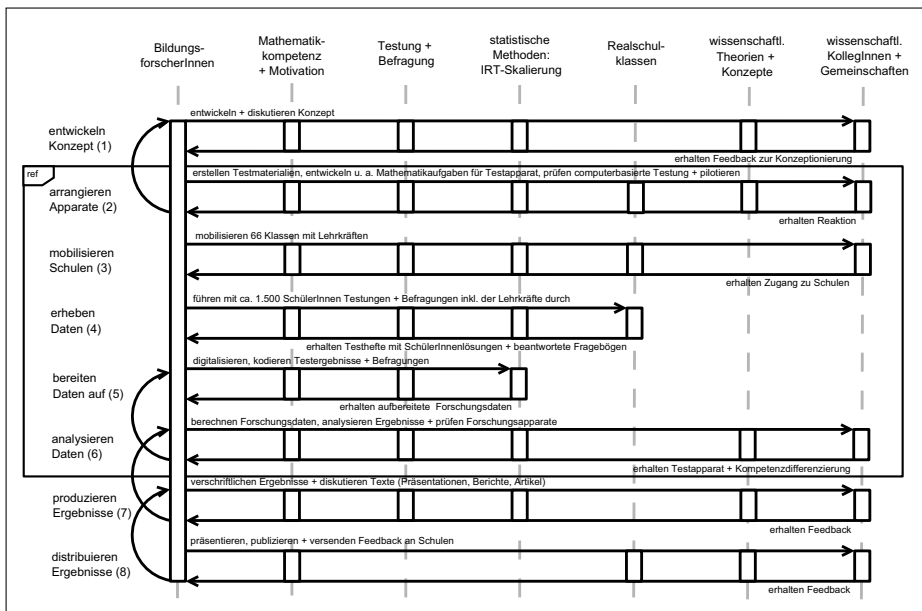 Bildungs-
forscherInnen
Mathematik-
kompetenz
+ Motivation
Testung +
Befragung
statistische
Methoden:
IRT-Skalierung
Realschul-
klassen
wissenschaftl.
Theorien +
Konzepte
wissenschaftl.
KollegInnen +
Gemeinschaften
entwickeln
Konzept (1)
entwickeln + diskutieren Konzept
erhalten Feedback zur Konzeptionierung
ref
arrangieren
Apparate (2)
erstellen Testmaterialien, entwickeln u. a. Mathematikaufgaben für Testapparat, prüfen computerbasierte Testung + pilotieren
erhalten Reaktion
mobilisieren
Schulen (3)
mobilisieren 66 Klassen mit Lehrkräften
erhalten Zugang zu Schulen
erheben
Daten (4)
führen mit ca. 1.500 SchülerInnen Testungen + Befragungen inkl. der Lehrkräfte durch
erhalten Testhefte mit SchülerInnenlösungen + beantwortete Fragebögen
bereiten
Daten auf (5)
digitalisieren, kodieren Testergebnisse + Befragungen
erhalten aufbereitete Forschungsdaten
analysieren
Daten (6)
berechnen Forschungsdaten, analysieren Ergebnisse + prüfen Forschungsapparate
erhalten Testapparat + Kompetenzdifferenzierung
produzieren
Ergebnisse (7)
verschriftlichen Ergebnisse + diskutieren Texte (Präsentationen, Berichte, Artikel)
erhalten Feedback
distribuieren
Ergebnisse (8)
präsentieren, publizieren + versenden Feedback an Schulen
erhalten Feedback